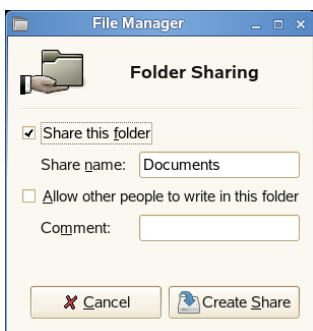 File Manager
Folder Sharing
Share this folder
Share name: Documents
Allow other people to write in this folder
Comment:
Cancel Create Share